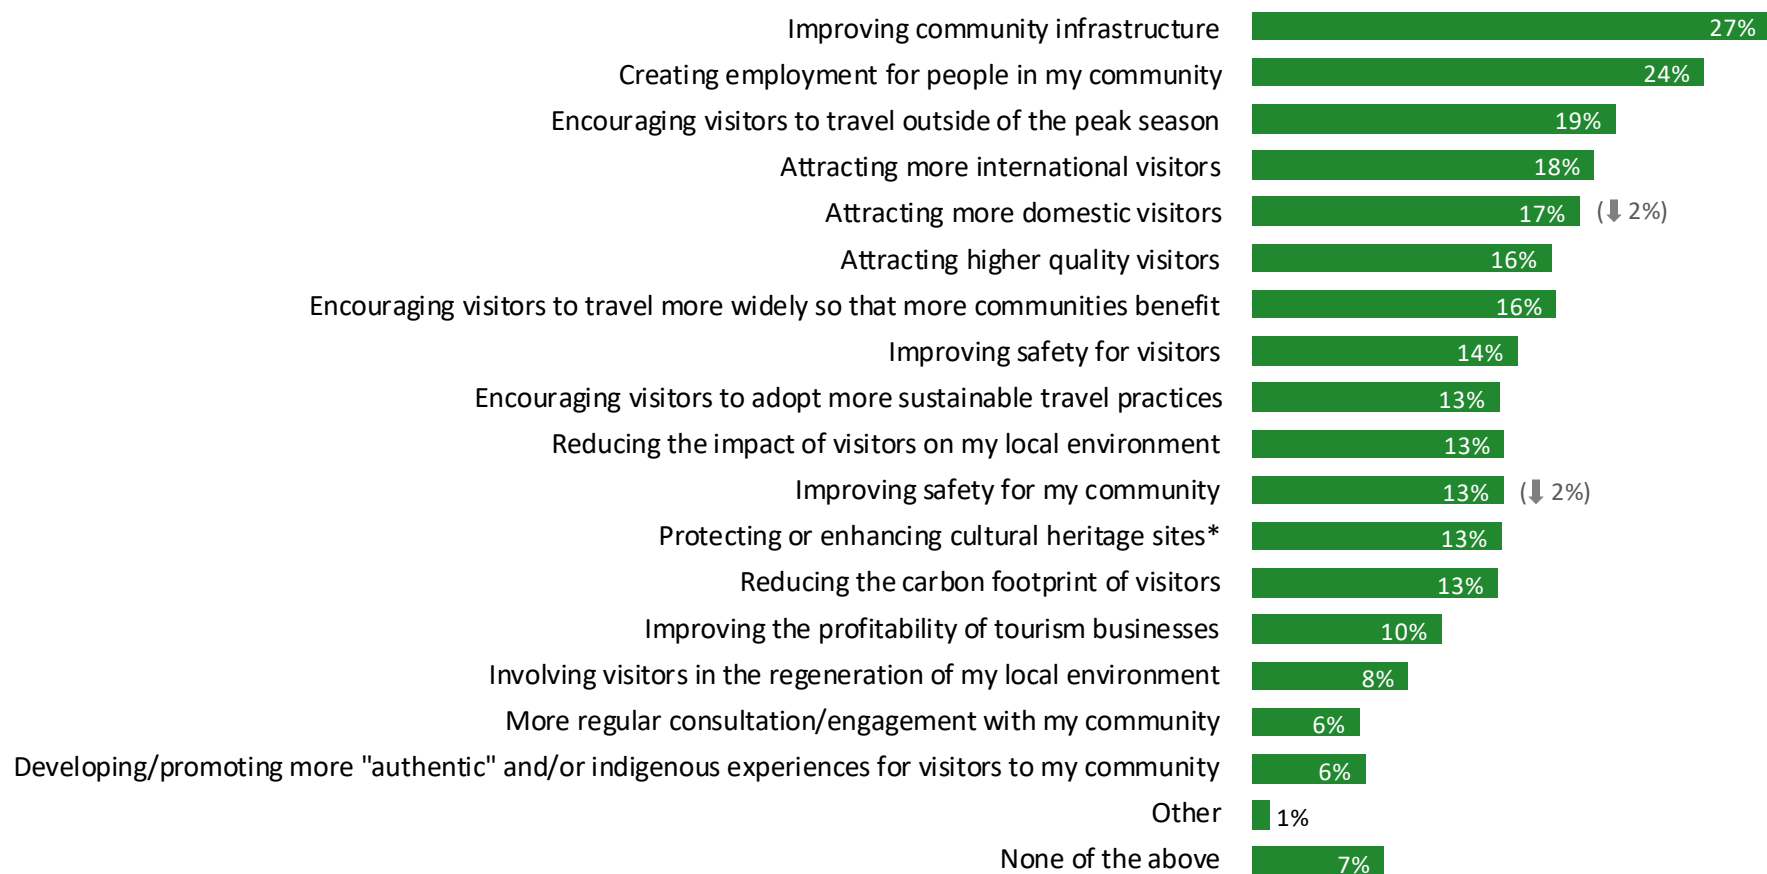 Improving community infrastructure 27%
Creating employment for people in my community 24%
Encouraging visitors to travel outside of the peak season 19%
Attracting more international visitors 18%
Attracting more domestic visitors 17% (⬇ 2%)
Attracting higher quality visitors 16%
Encouraging visitors to travel more widely so that more communities benefit 16%
Improving safety for visitors 14%
Encouraging visitors to adopt more sustainable travel practices 13%
Reducing the impact of visitors on my local environment 13%
Improving safety for my community 13% (⬇ 2%)
Protecting or enhancing cultural heritage sites* 13%
Reducing the carbon footprint of visitors 13%
Improving the profitability of tourism businesses 10%
Involving visitors in the regeneration of my local environment 8%
More regular consultation/engagement with my community 6%
Developing/promoting more "authentic" and/or indigenous experiences for visitors to my community 6%
Other 1%
None of the above 7%